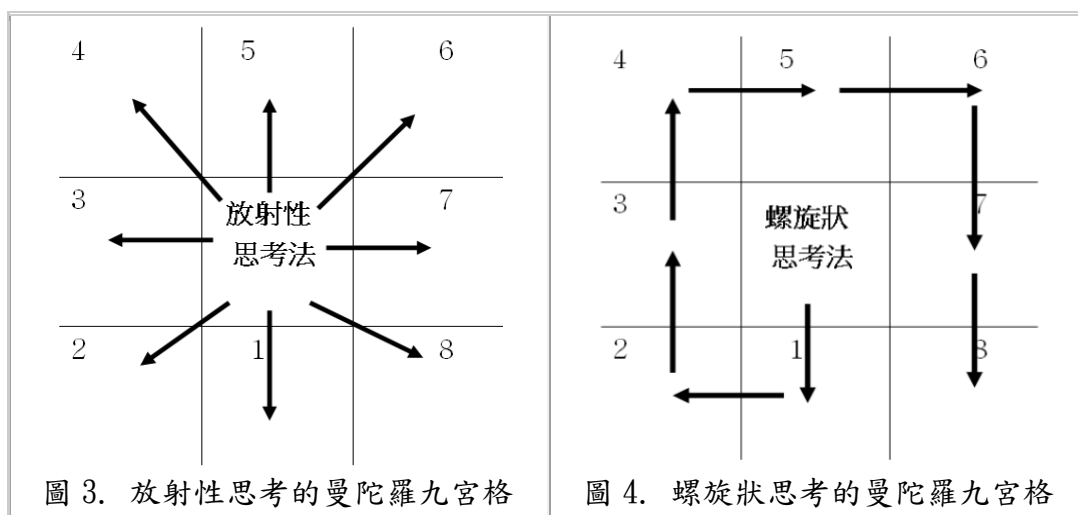 4 5 6
3 7
放射性
思考法
2 1 8
圖 3. 放射性思考的曼陀羅九宮格
4 5 6
3 7
螺旋狀
思考法
2 1 8
圖 4. 螺旋狀思考的曼陀羅九宮格